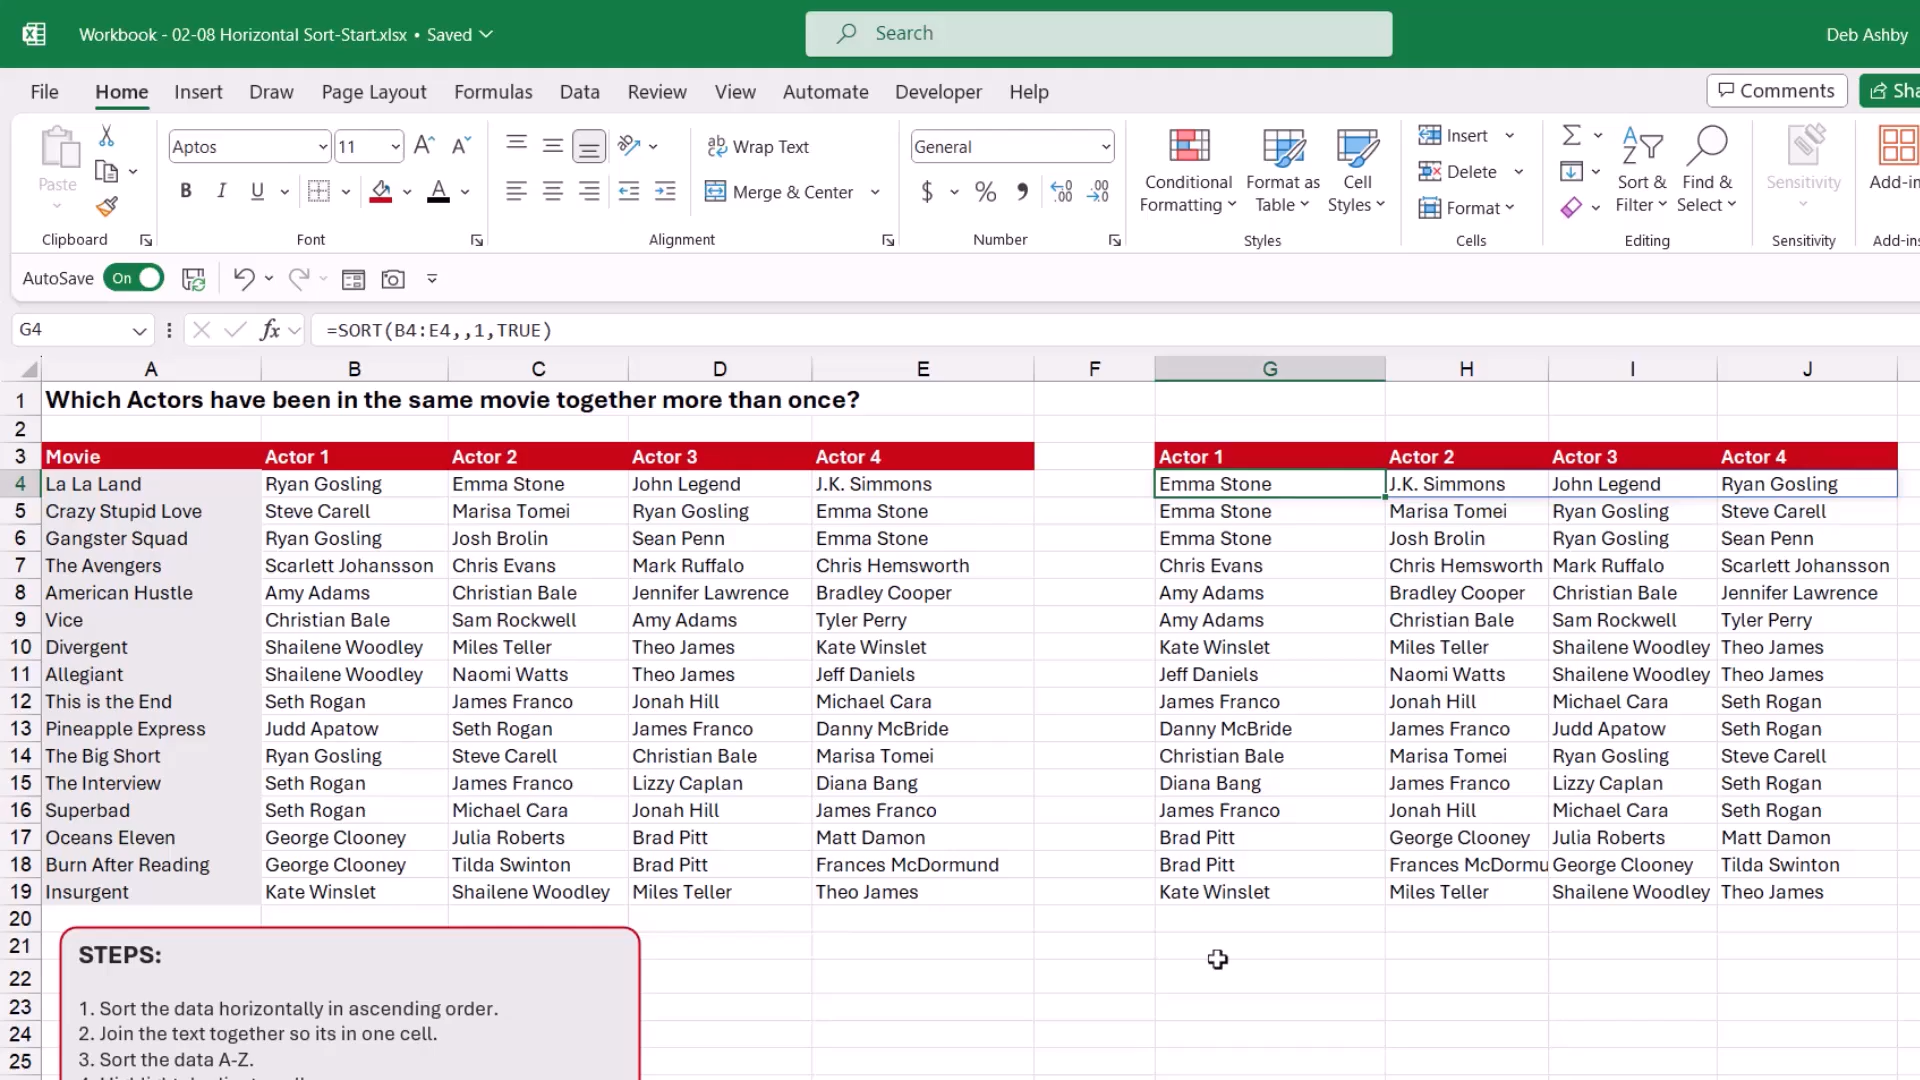 Workbook - 02-08 Horizontal Sort-Start.xlsx • Saved
Search
Deb Ashby
File Home Insert Draw Page Layout Formulas Data Review View Automate Developer Help
Comments
Paste
Clipboard
Aptos 11
B I U
Font
Wrap Text
Merge & Center
Alignment
General
$ % ,
Number
Conditional Formatting
Format as Table
Cell Styles
Styles
Insert
Delete
Format
Cells
Sort & Filter
Find & Select
Editing
Sensitivity
Sensitivity
AutoSave On
G4 fx =SORT(B4:E4,,1,TRUE)
A B C D E F G H I J
1 Which Actors have been in the same movie together more than once?
2
3 Movie Actor 1 Actor 2 Actor 3 Actor 4 Actor 1 Actor 2 Actor 3 Actor 4
4 La La Land Ryan Gosling Emma Stone John Legend J.K. Simmons Emma Stone J.K. Simmons John Legend Ryan Gosling
5 Crazy Stupid Love Steve Carell Marisa Tomei Ryan Gosling Emma Stone Emma Stone Marisa Tomei Ryan Gosling Steve Carell
6 Gangster Squad Ryan Gosling Josh Brolin Sean Penn Emma Stone Emma Stone Josh Brolin Ryan Gosling Sean Penn
7 The Avengers Scarlett Johansson Chris Evans Mark Ruffalo Chris Hemsworth Chris Evans Chris Hemsworth Mark Ruffalo Scarlett Johansson
8 American Hustle Amy Adams Christian Bale Jennifer Lawrence Bradley Cooper Amy Adams Bradley Cooper Christian Bale Jennifer Lawrence
9 Vice Christian Bale Sam Rockwell Amy Adams Tyler Perry Amy Adams Christian Bale Sam Rockwell Tyler Perry
10 Divergent Shailene Woodley Miles Teller Theo James Kate Winslet Kate Winslet Miles Teller Shailene Woodley Theo James
11 Allegiant Shailene Woodley Naomi Watts Theo James Jeff Daniels Jeff Daniels Naomi Watts Shailene Woodley Theo James
12 This is the End Seth Rogan James Franco Jonah Hill Michael Cara James Franco Jonah Hill Michael Cara Seth Rogan
13 Pineapple Express Judd Apatow Seth Rogan James Franco Danny McBride Danny McBride James Franco Judd Apatow Seth Rogan
14 The Big Short Ryan Gosling Steve Carell Christian Bale Marisa Tomei Christian Bale Marisa Tomei Ryan Gosling Steve Carell
15 The Interview Seth Rogan James Franco Lizzy Caplan Diana Bang Diana Bang James Franco Lizzy Caplan Seth Rogan
16 Superbad Seth Rogan Michael Cara Jonah Hill James Franco James Franco Jonah Hill Michael Cara Seth Rogan
17 Oceans Eleven George Clooney Julia Roberts Brad Pitt Matt Damon Brad Pitt George Clooney Julia Roberts Matt Damon
18 Burn After Reading George Clooney Tilda Swinton Brad Pitt Frances McDormund Brad Pitt Frances McDormu George Clooney Tilda Swinton
19 Insurgent Kate Winslet Shailene Woodley Miles Teller Theo James Kate Winslet Miles Teller Shailene Woodley Theo James
20
21
22
23
24
25
STEPS:
1. Sort the data horizontally in ascending order.
2. Join the text together so its in one cell.
3. Sort the data A-Z.